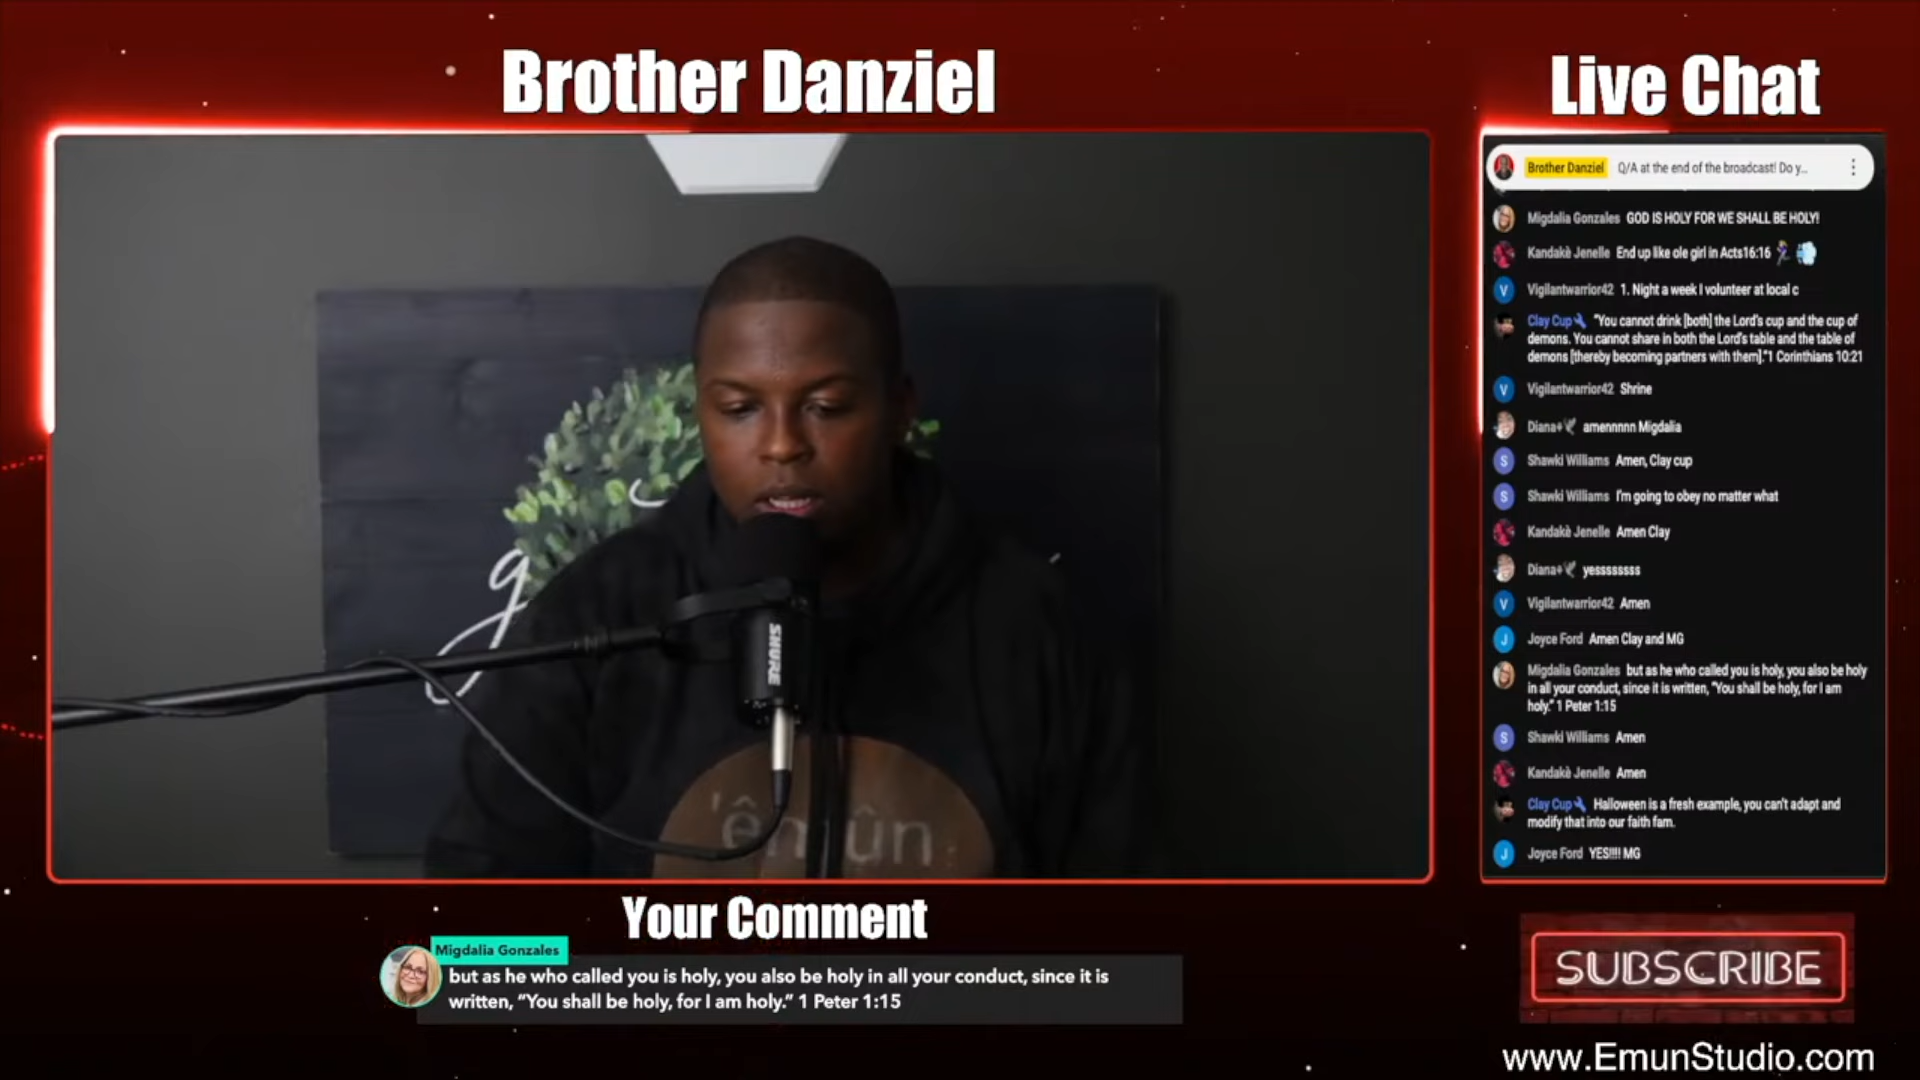 Brother Danziel
Live Chat
Brother Danziel Q/A at the end of the broadcast! Do y...
Migdalia Gonzales GOD IS HOLY FOR WE SHALL BE HOLY!
Kandakè Jenelle End up like ole girl in Acts16:16
Vigilantwarrior42 1. Night a week I volunteer at local c
Clay Cup "You cannot drink [both] the Lord's cup and the cup of
demons. You cannot share in both the Lord's table and the table of
demons [thereby becoming partners with them]."1 Corinthians 10:21
Vigilantwarrior42 Shrine
Diana+ amennnnn Migdalia
Shawki Williams Amen, Clay cup
Shawki Williams I'm going to obey no matter what
Kandakè Jenelle Amen Clay
Diana+ yessssssss
Vigilantwarrior42 Amen
Joyce Ford Amen Clay and MG
Migdalia Gonzales but as he who called you is holy, you also be holy
in all your conduct, since it is written, "You shall be holy, for I am
holy." 1 Peter 1:15
Shawki Williams Amen
Kandakè Jenelle Amen
Clay Cup Halloween is a fresh example, you can't adapt and
modify that into our faith fam.
Joyce Ford YES!!!! MG
g
SHURE
'êmûn
Your Comment
Migdalia Gonzales
but as he who called you is holy, you also be holy in all your conduct, since it is
written, “You shall be holy, for I am holy.” 1 Peter 1:15
SUBSCRIBE
www.EmunStudio.com